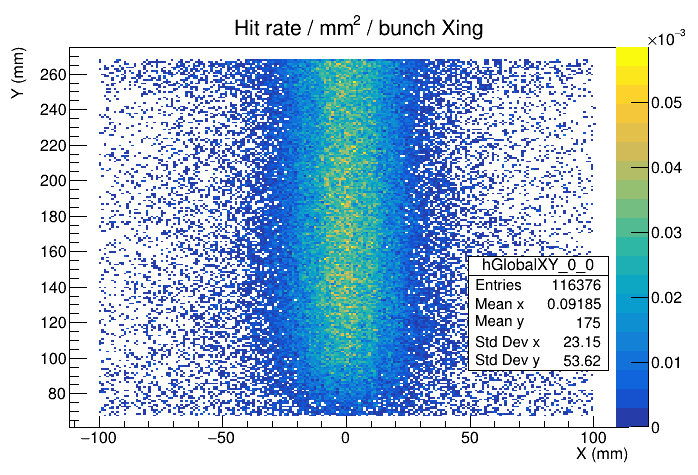 Hit rate / mm² / bunch Xing
×10⁻³
Y (mm)
260
240
220
200
180
160
140
120
100
80
0.05
0.04
0.03
0.02
0.01
0
hGlobalXY_0_0
Entries 116376
Mean x 0.09185
Mean y 175
Std Dev x 23.15
Std Dev y 53.62
−100 −50 0 50 100
X (mm)